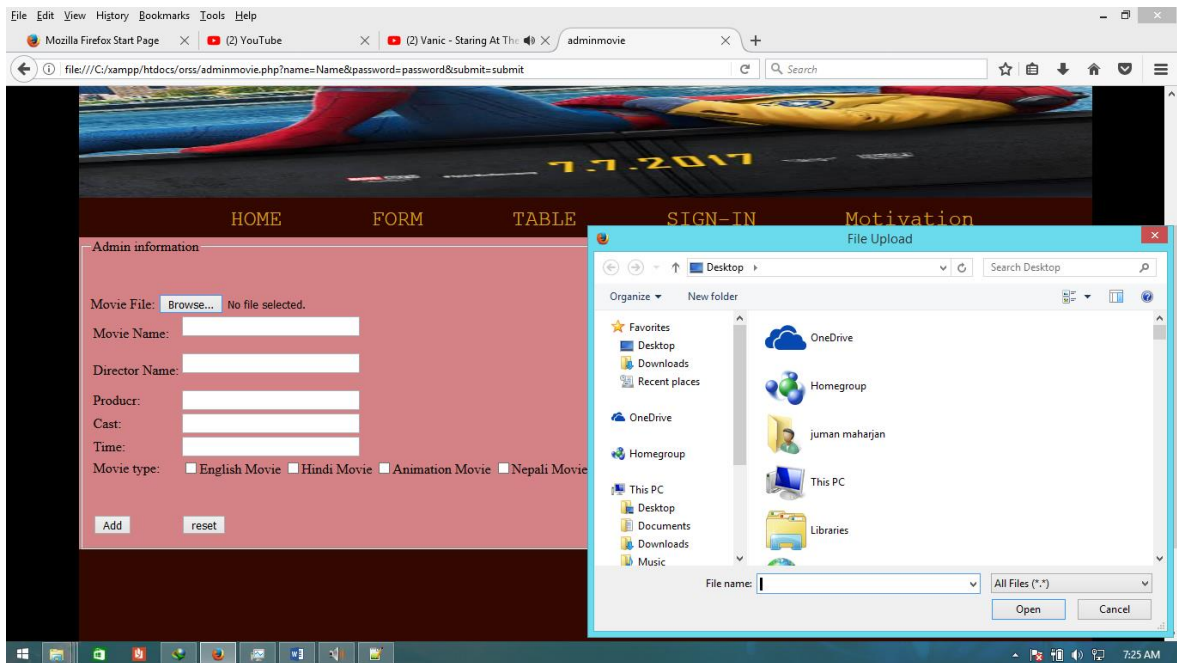 File Edit View History Bookmarks Tools Help
Mozilla Firefox Start Page
(2) YouTube
(2) Vanic - Staring At The
adminmovie
file:///C:/xampp/htdocs/orss/adminmovie.php?name=Name&password=password&submit=submit
Search
7.7.2017
HOME FORM TABLE SIGN-IN Motivation
Admin information
Movie File: Browse... No file selected.
Movie Name:
Director Name:
Producr:
Cast:
Time:
Movie type: English Movie Hindi Movie Animation Movie Nepali Movie
Add reset
File Upload
Desktop
Search Desktop
Organize New folder
Favorites
Desktop
Downloads
Recent places
OneDrive
Homegroup
This PC
Desktop
Documents
Downloads
Music
OneDrive
Homegroup
juman maharjan
This PC
Libraries
File name:
All Files (*.*)
Open Cancel
7:25 AM